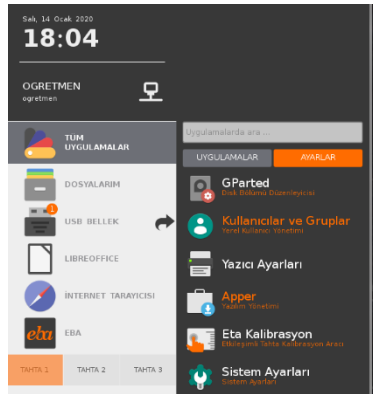 Salı, 14 Ocak 2020
18:04
OGRETMEN
ogretmen
TÜM
UYGULAMALAR
DOSYALARIM
USB BELLEK
LIBREOFFICE
İNTERNET TARAYICISI
eba
EBA
TAHTA 1
TAHTA 2
TAHTA 3
Uygulamalarda ara ...
UYGULAMALAR
AYARLAR
GParted
Disk Bölümü Düzenleyicisi
Kullanıcılar ve Gruplar
Yerel Kullanıcı Yönetimi
Yazıcı Ayarları
Apper
Yazılım Yönetimi
Eta Kalibrasyon
Etkileşimli Tahta Kalibrasyon Aracı
Sistem Ayarları
Sistem Ayarları